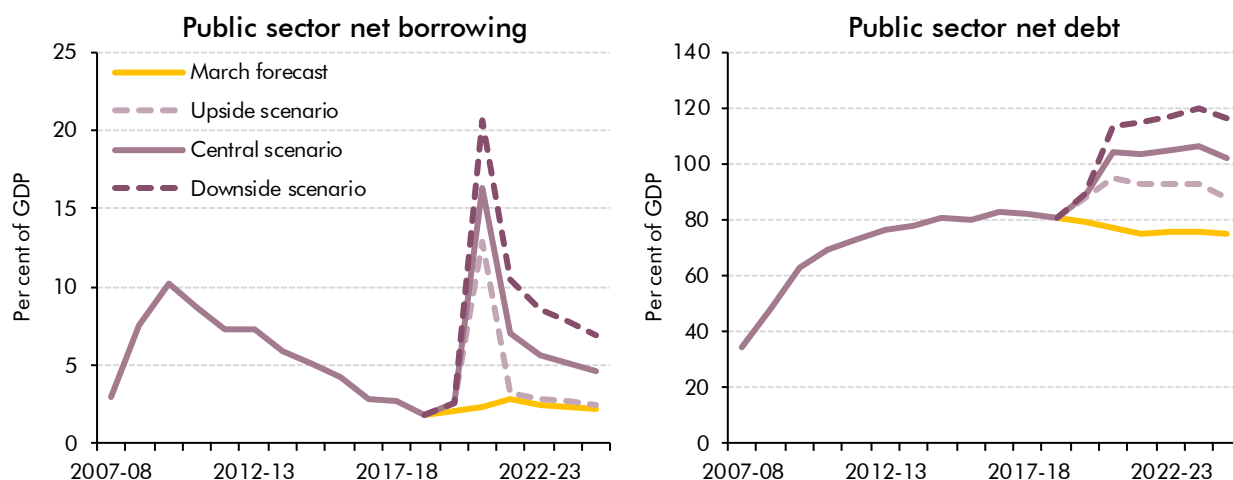 Public sector net borrowing
Per cent of GDP
25
20
15
10
5
0
March forecast
Upside scenario
Central scenario
Downside scenario
2007-08 2012-13 2017-18 2022-23
Public sector net debt
Per cent of GDP
140
120
100
80
60
40
20
0
2007-08 2012-13 2017-18 2022-23